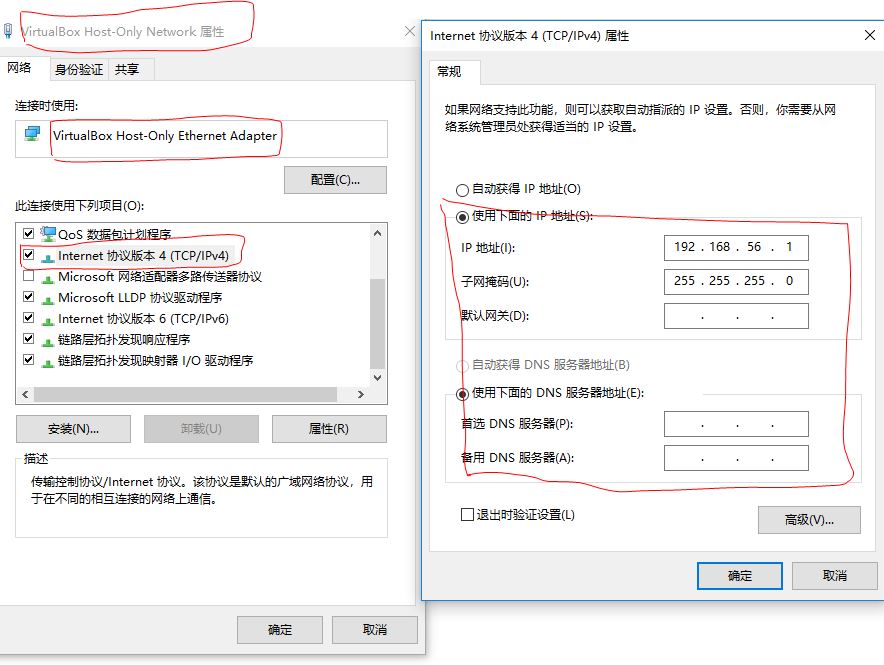 VirtualBox Host-Only Network 属性
网络
身份验证
共享
连接时使用:
VirtualBox Host-Only Ethernet Adapter
配置(C)...
此连接使用下列项目(O):
QoS 数据包计划程序
Internet 协议版本 4 (TCP/IPv4)
Microsoft 网络适配器多路传送器协议
Microsoft LLDP 协议驱动程序
Internet 协议版本 6 (TCP/IPv6)
链路层拓扑发现响应程序
链路层拓扑发现映射器 I/O 驱动程序
安装(N)...
卸载(U)
属性(R)
描述
传输控制协议/Internet 协议。该协议是默认的广域网络协议，用
于在不同的相互连接的网络上通信。
确定
取消
Internet 协议版本 4 (TCP/IPv4) 属性
常规
如果网络支持此功能，则可以获取自动指派的 IP 设置。否则，你需要从网
络系统管理员处获得适当的 IP 设置。
自动获得 IP 地址(O)
使用下面的 IP 地址(S):
IP 地址(I):
192 . 168 . 56 . 1
子网掩码(U):
255 . 255 . 255 . 0
默认网关(D):
. . .
自动获得 DNS 服务器地址(B)
使用下面的 DNS 服务器地址(E):
首选 DNS 服务器(P):
. . .
备用 DNS 服务器(A):
. . .
退出时验证设置(L)
高级(V)...
确定
取消